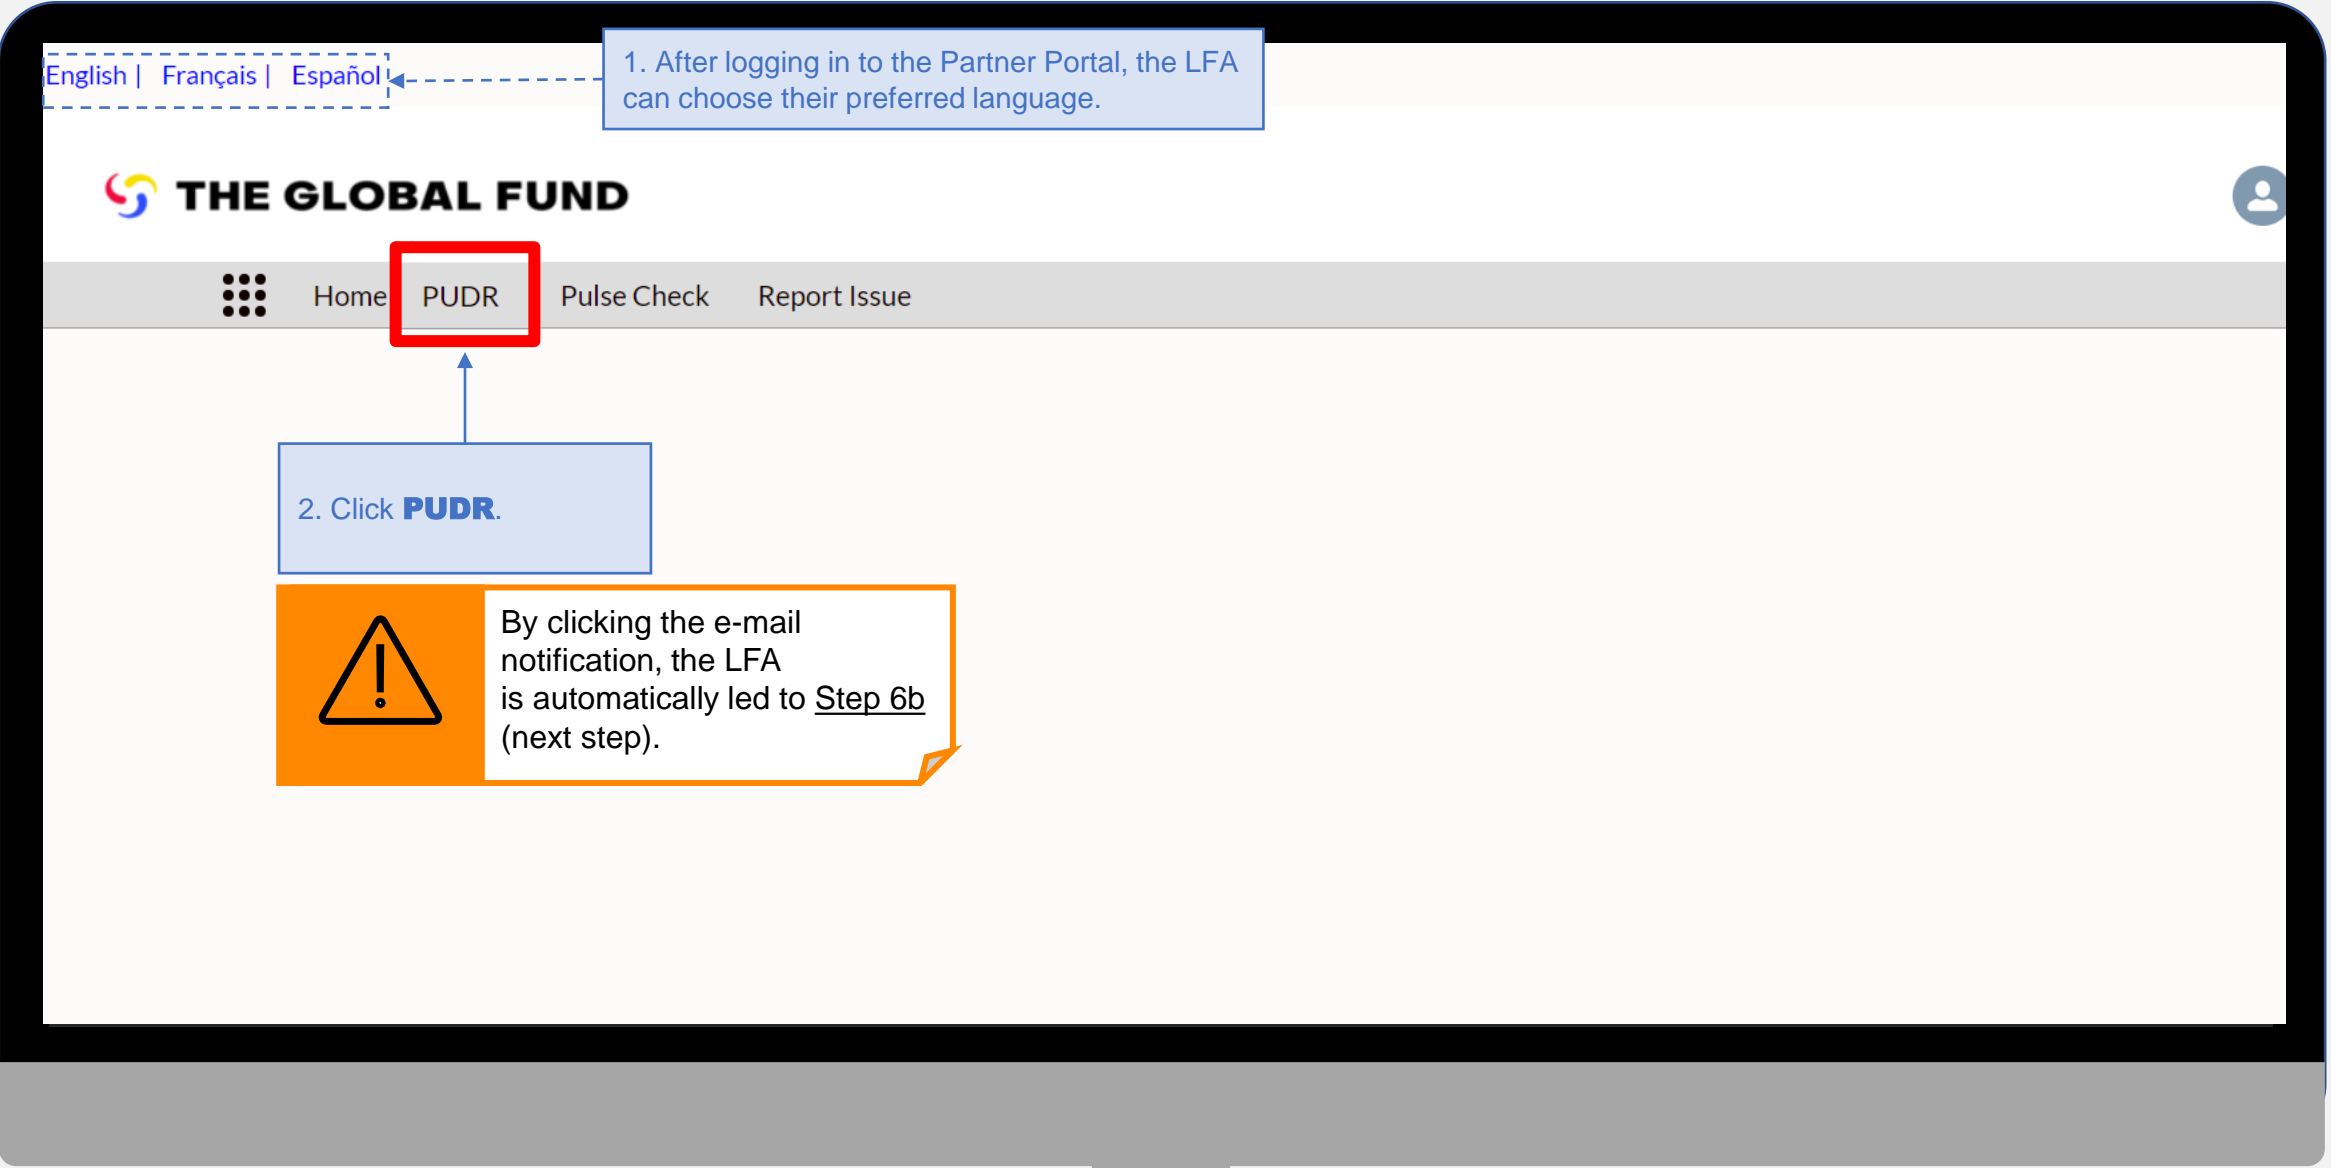 English | Français | Español
1. After logging in to the Partner Portal, the LFA
can choose their preferred language.
THE GLOBAL FUND
Home PUDR Pulse Check Report Issue
2. Click PUDR.
By clicking the e-mail
notification, the LFA
is automatically led to Step 6b
(next step).